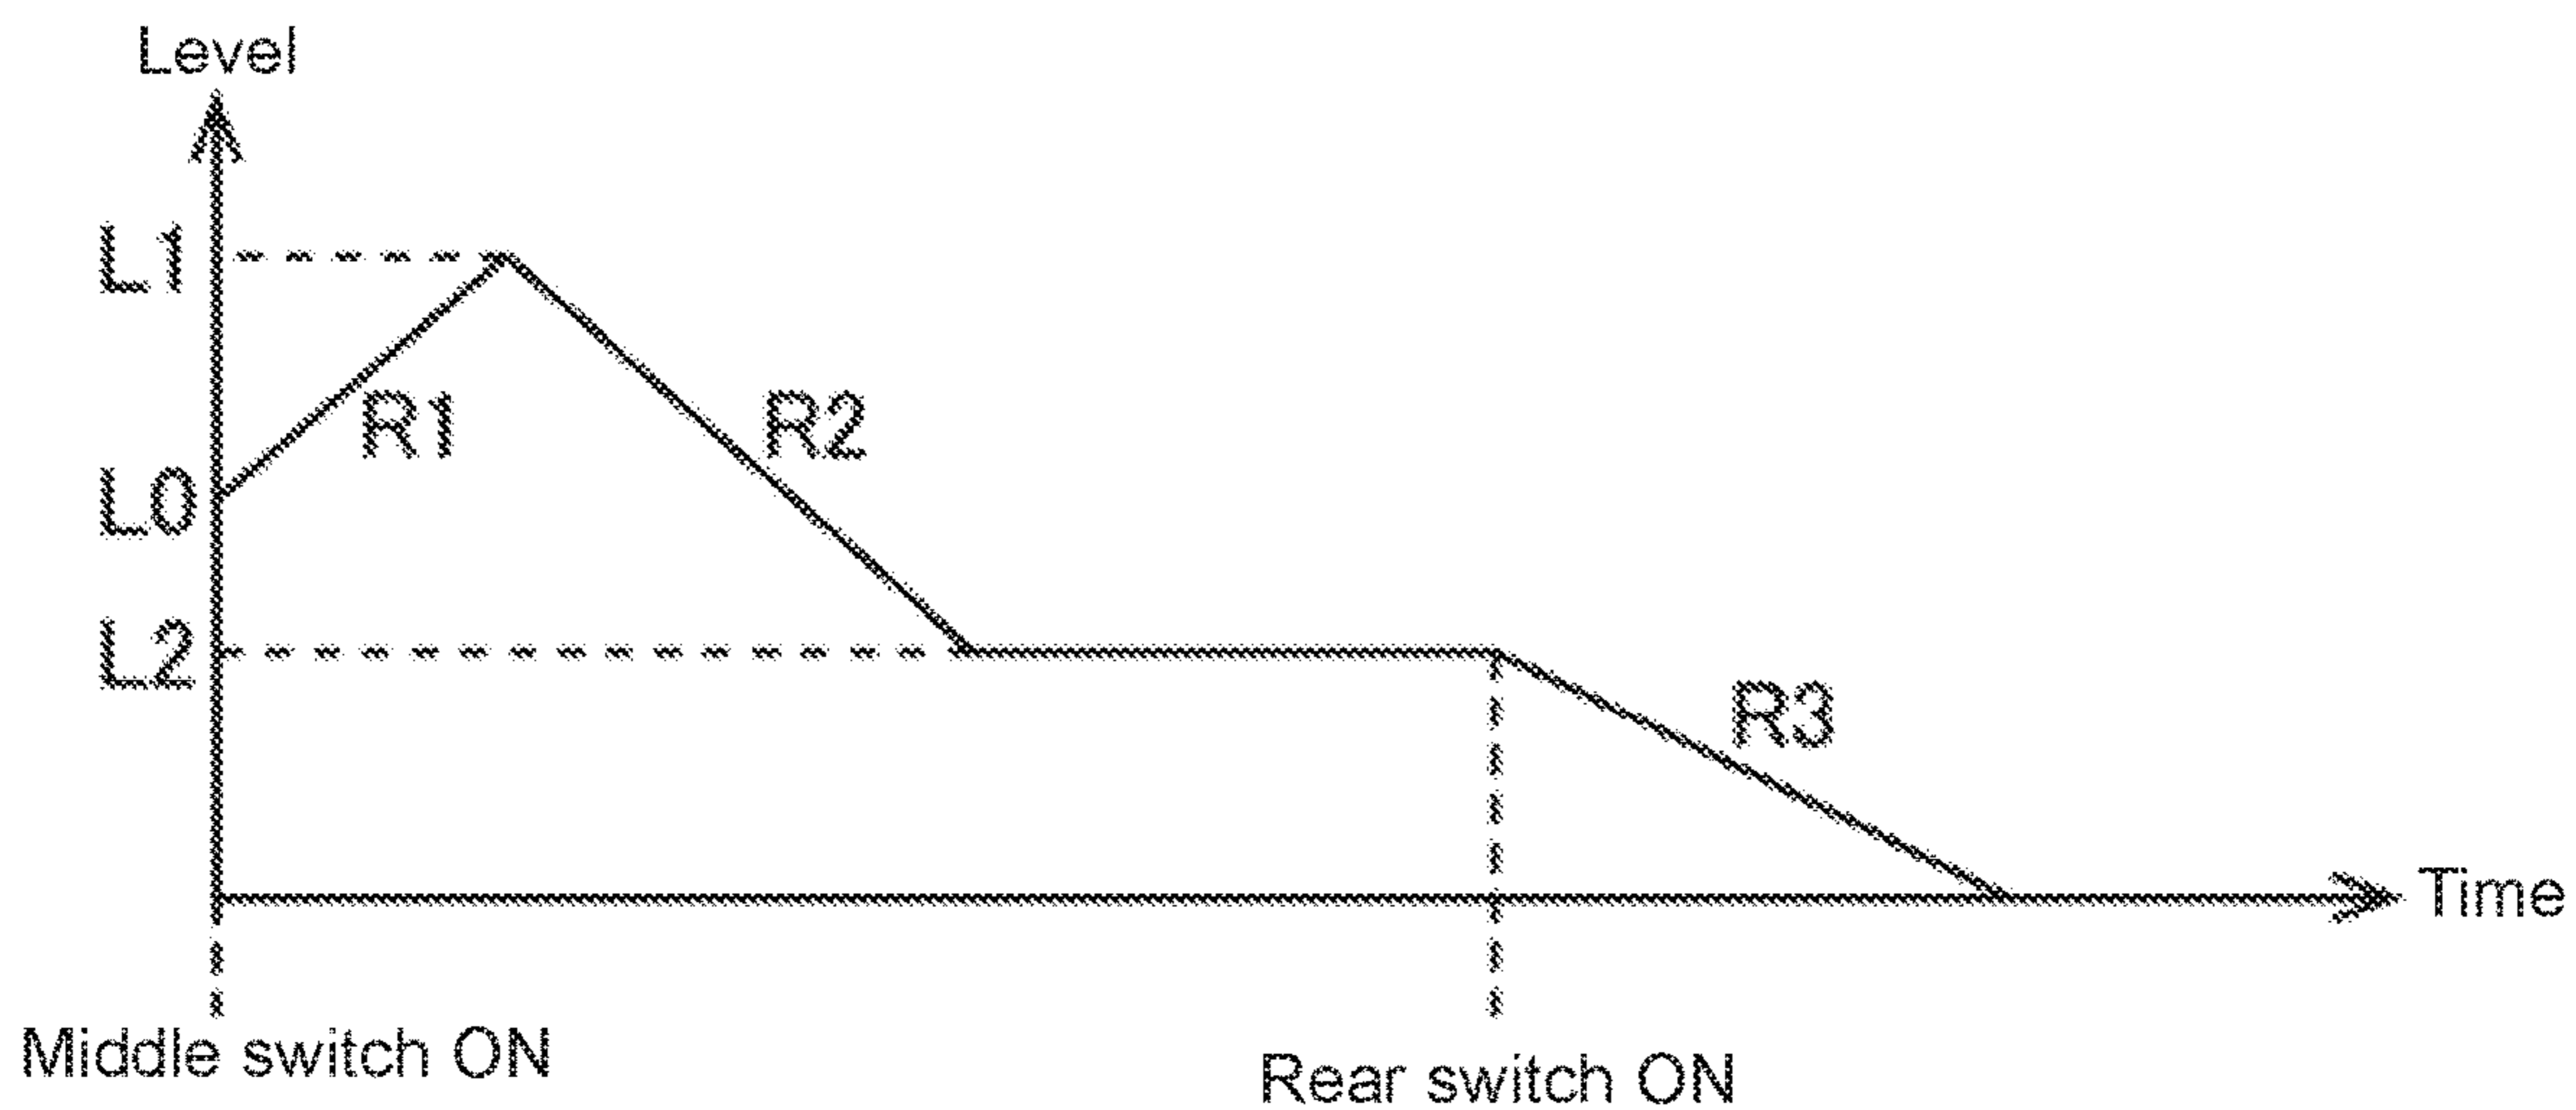 Level
L1
R1
R2
L0
L2
R3
Time
Middle switch ON
Rear switch ON